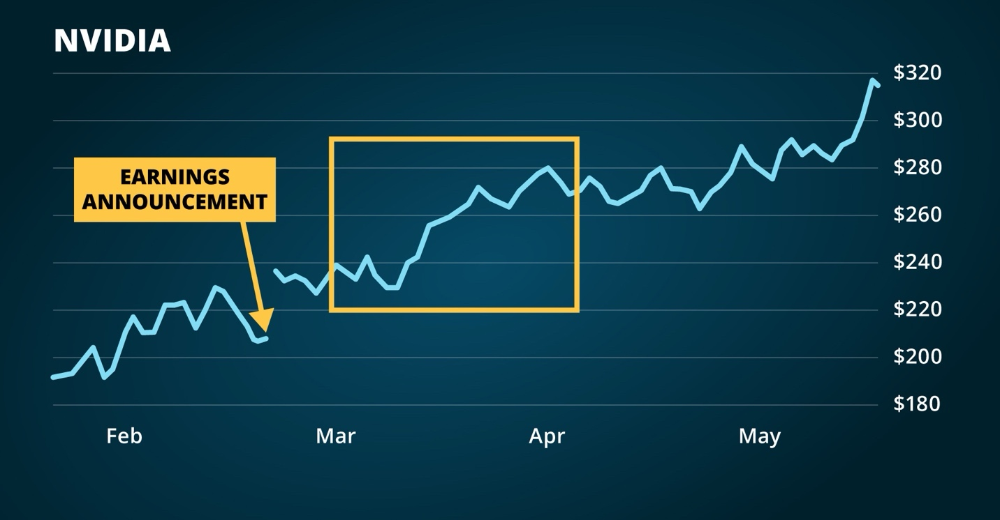 NVIDIA
$320
$300
EARNINGS
ANNOUNCEMENT
$280
$260
$240
$220
$200
$180
Feb
Mar
Apr
May